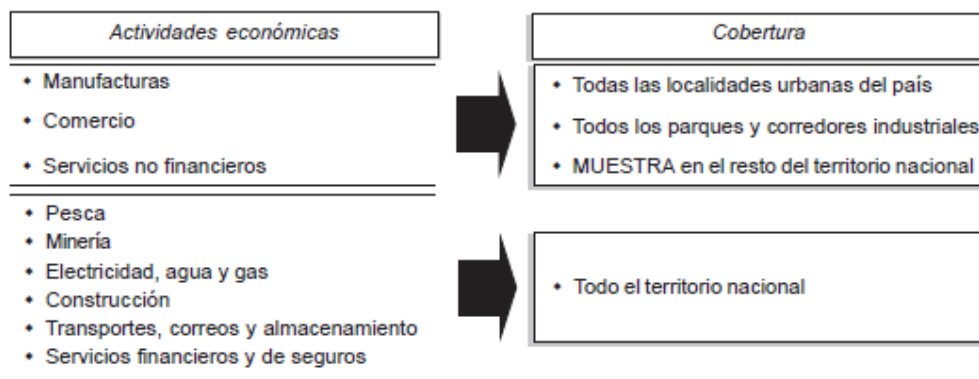 Actividades económicas
Cobertura
• Manufacturas
• Comercio
• Servicios no financieros
• Todas las localidades urbanas del país
• Todos los parques y corredores industriales
• MUESTRA en el resto del territorio nacional
• Pesca
• Minería
• Electricidad, agua y gas
• Construcción
• Transportes, correos y almacenamiento
• Servicios financieros y de seguros
• Todo el territorio nacional